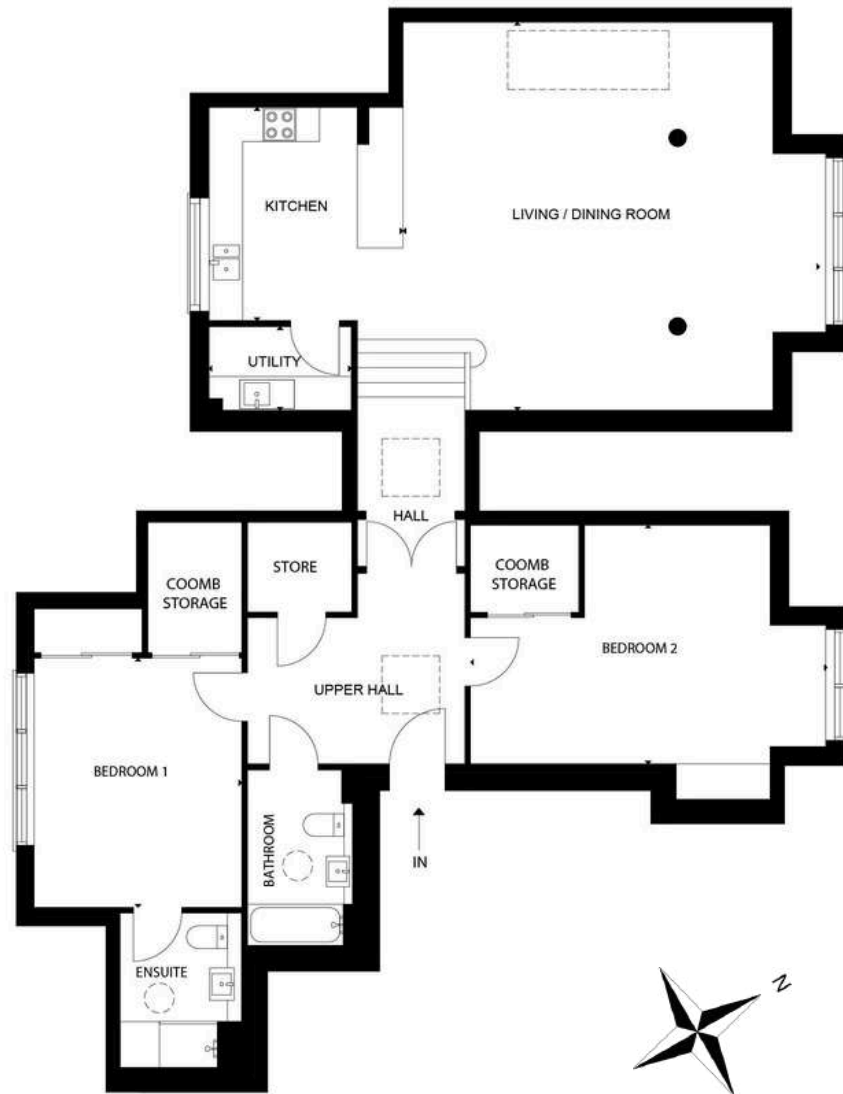 KITCHEN
LIVING / DINING ROOM
UTILITY
HALL
COOMB
STORAGE
STORE
COOMB
STORAGE
BEDROOM 2
UPPER HALL
BEDROOM 1
BATHROOM
IN
ENSUITE
N